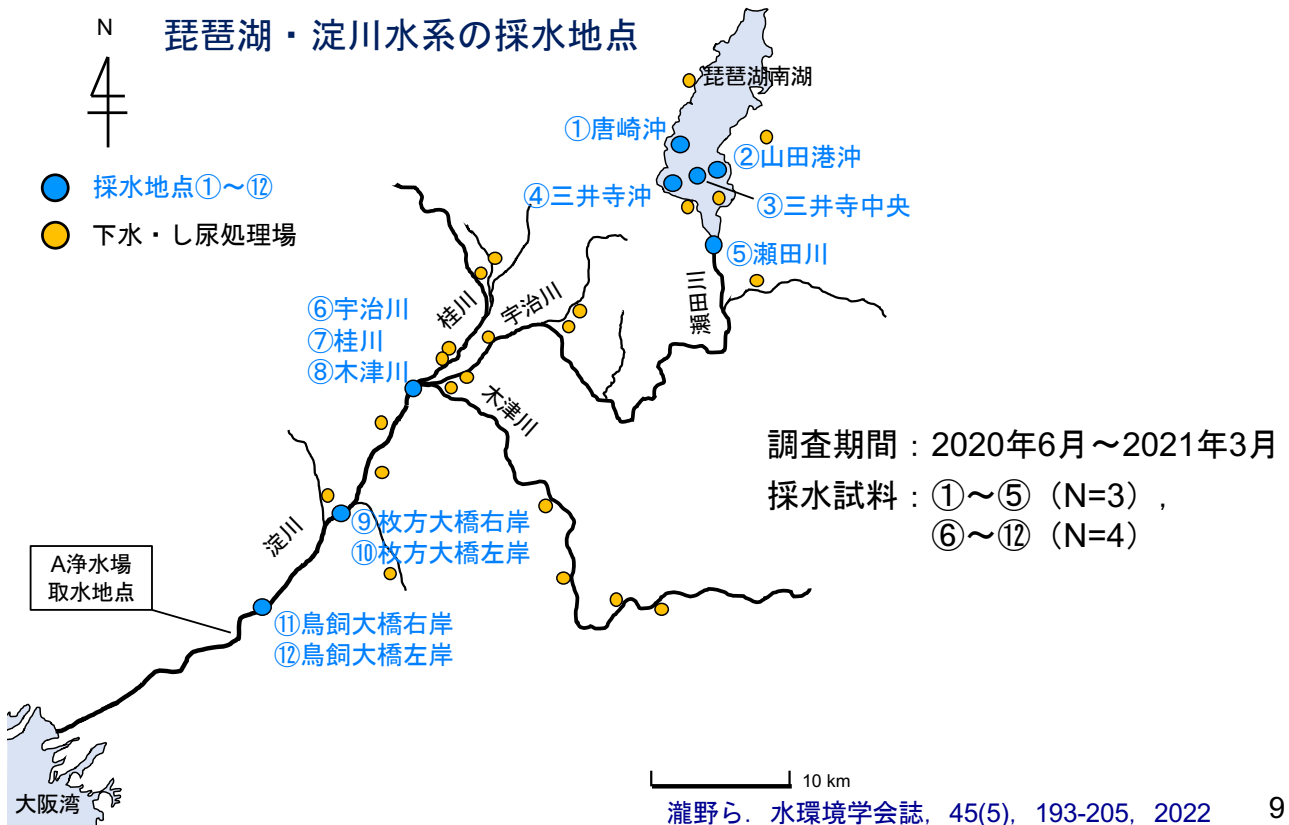 琵琶湖・淀川水系の採水地点
N
琵琶湖南湖
①唐崎沖
②山田港沖
採水地点①～⑫
④三井寺沖
③三井寺中央
下水・し尿処理場
⑤瀬田川
瀬田川
⑥宇治川
桂川
宇治川
⑦桂川
⑧木津川
木津川
調査期間：2020年6月～2021年3月
採水試料：①～⑤（N=3），
⑥～⑫（N=4）
⑨枚方大橋右岸
淀川
⑩枚方大橋左岸
A浄水場
取水地点
⑪鳥飼大橋右岸
⑫鳥飼大橋左岸
10 km
大阪湾
瀧野ら．水環境学会誌，45(5)，193-205，2022
9